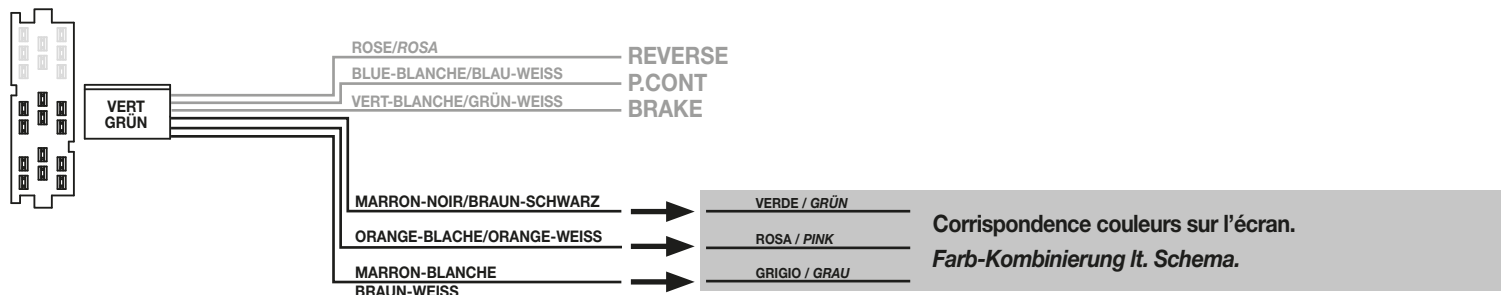 ROSE/ROSA
REVERSE
BLUE-BLANCHE/BLAU-WEISS
P.CONT
VERT-BLANCHE/GRÜN-WEISS
BRAKE
VERT
GRÜN
MARRON-NOIR/BRAUN-SCHWARZ
VERDE / GRÜN
ORANGE-BLACHE/ORANGE-WEISS
ROSA / PINK
MARRON-BLANCHE
BRAUN-WEISS
GRIGIO / GRAU
Corrispondence couleurs sur l'écran.
Farb-Kombinierung lt. Schema.